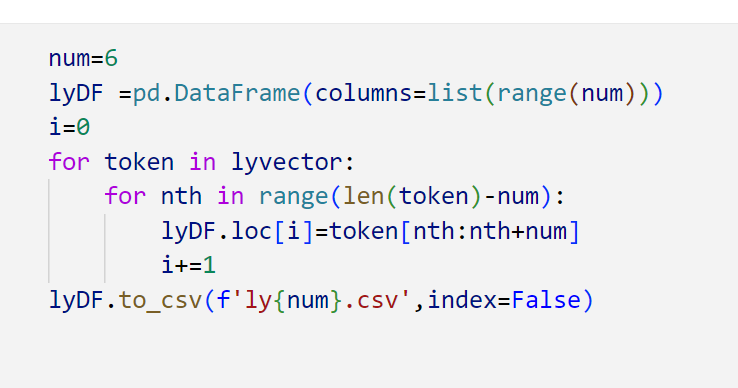 num=6
lyDF =pd.DataFrame(columns=list(range(num)))
i=0
for token in lyvector:
    for nth in range(len(token)-num):
        lyDF.loc[i]=token[nth:nth+num]
        i+=1
lyDF.to_csv(f'ly{num}.csv',index=False)